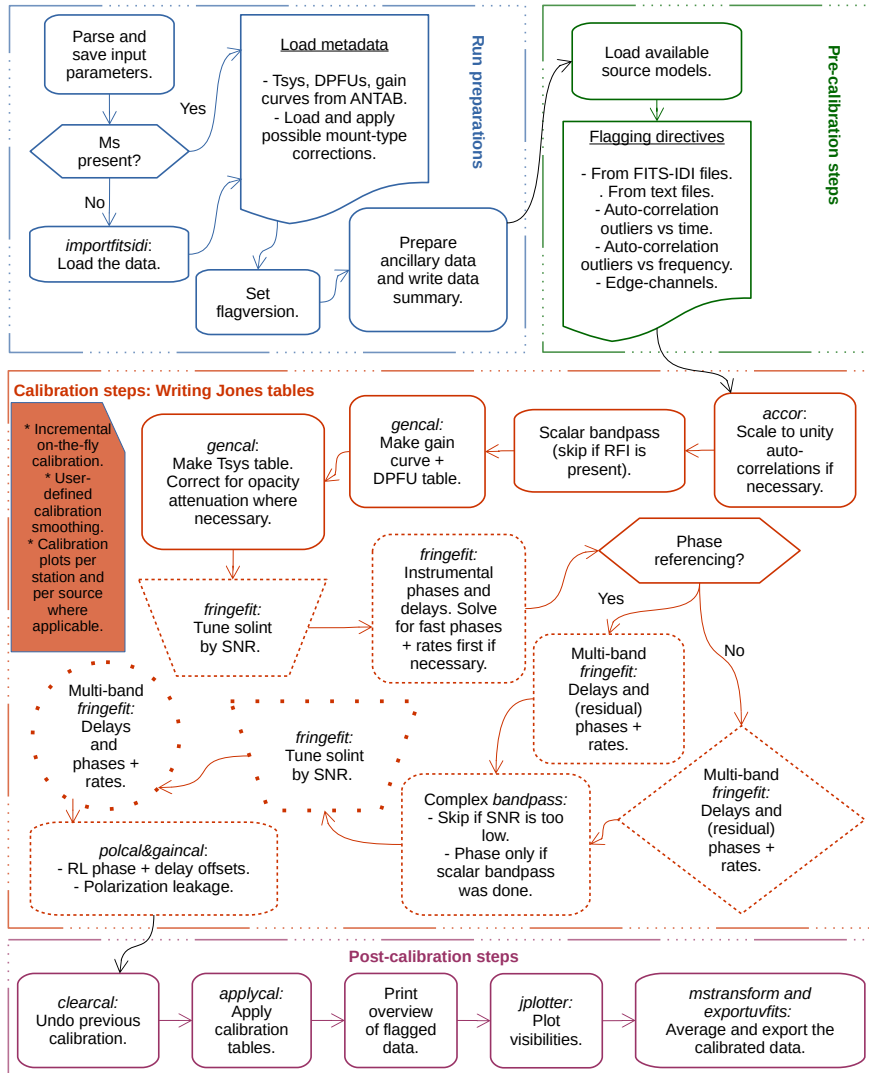 Parse and
save input
parameters.
Yes
Ms
present?
No
importfitsidi:
Load the data.
Load metadata
- Tsys, DPFUs, gain
curves from ANTAB.
- Load and apply
possible mount-type
corrections.
Set
flagversion.
Prepare
ancillary data
and write data
summary.
Run preparations
Load available
source models.
Flagging directives
- From FITS-IDI files.
. From text files.
- Auto-correlation
outliers vs time.
- Auto-correlation
outliers vs frequency.
- Edge-channels.
Pre-calibration steps
Calibration steps: Writing Jones tables
* Incremental
on-the-fly
calibration.
* User-
defined
calibration
smoothing.
* Calibration
plots per
station and
per source
where
applicable.
accor:
Scale to unity
auto-
correlations if
necessary.
Scalar bandpass
(skip if RFI is
present).
gencal:
Make gain
curve +
DPFU table.
gencal:
Make Tsys table.
Correct for opacity
attenuation where
necessary.
fringefit:
Tune solint
by SNR.
fringefit:
Instrumental
phases and
delays. Solve
for fast phases
+ rates first if
necessary.
Phase
referencing?
Yes
No
Multi-band
fringefit:
Delays and
(residual)
phases +
rates.
Multi-band
fringefit:
Delays and
(residual)
phases +
rates.
Complex bandpass:
- Skip if SNR is too
low.
- Phase only if
scalar bandpass
was done.
fringefit:
Tune solint
by SNR.
Multi-band
fringefit:
Delays
and
phases +
rates.
polcal&gaincal:
- RL phase + delay offsets.
- Polarization leakage.
Post-calibration steps
clearcal:
Undo previous
calibration.
applycal:
Apply
calibration
tables.
Print
overview
of flagged
data.
jplotter:
Plot
visibilities.
mstransform and
exportuvfits:
Average and export the
calibrated data.